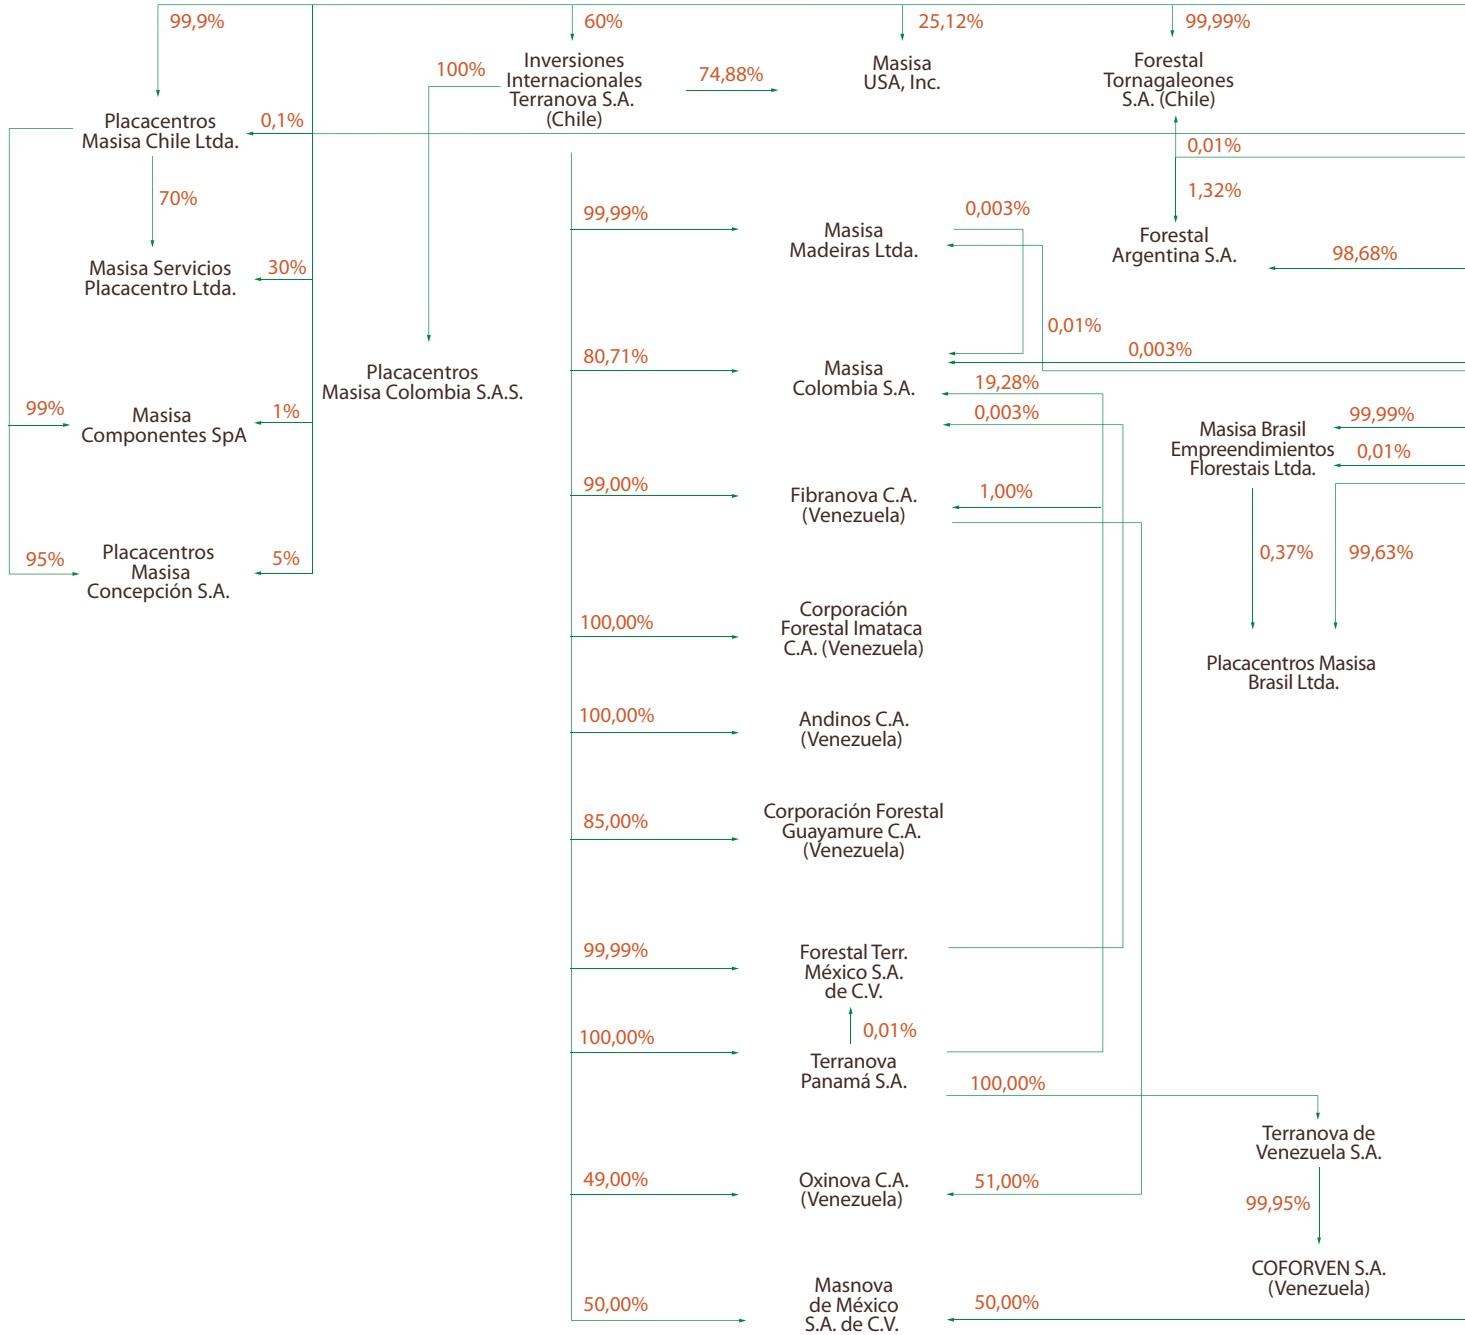 99,9%
60%
25,12%
99,99%
Inversiones
Internacionales
Terranova S.A.
(Chile)
100%
74,88%
Masisa
USA, Inc.
Forestal
Tornagaleones
S.A. (Chile)
Placacentros
Masisa Chile Ltda.
0,1%
0,01%
70%
1,32%
99,99%
Masisa
Madeiras Ltda.
0,003%
Forestal
Argentina S.A.
98,68%
Masisa Servicios
Placacentro Ltda.
30%
0,01%
0,003%
80,71%
Masisa
Colombia S.A.
19,28%
0,003%
Placacentros
Masisa Colombia S.A.S.
99%
Masisa
Componentes SpA
1%
Masisa Brasil
Empreendimientos
Florestais Ltda.
99,99%
0,01%
99,00%
Fibranova C.A.
(Venezuela)
1,00%
95%
Placacentros
Masisa
Concepción S.A.
5%
0,37%
99,63%
100,00%
Corporación
Forestal Imataca
C.A. (Venezuela)
Placacentros Masisa
Brasil Ltda.
100,00%
Andinos C.A.
(Venezuela)
85,00%
Corporación Forestal
Guayamure C.A.
(Venezuela)
99,99%
Forestal Terr.
México S.A.
de C.V.
0,01%
100,00%
Terranova
Panamá S.A.
100,00%
Terranova de
Venezuela S.A.
49,00%
Oxinova C.A.
(Venezuela)
51,00%
99,95%
COFORVEN S.A.
(Venezuela)
50,00%
Masnova
de México
S.A. de C.V.
50,00%